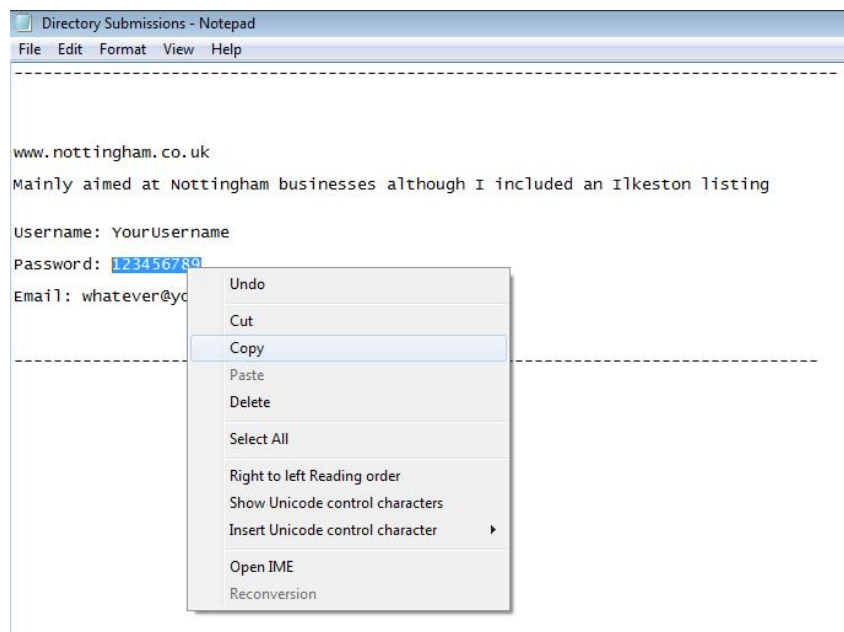 Directory Submissions - Notepad
File Edit Format View Help
--------------------------------------------------------------------------------------
www.nottingham.co.uk
Mainly aimed at Nottingham businesses although I included an Ilkeston listing
Username: YourUsername
Password: 123456789
Email: whatever@yo
--------------------------------------------------------------------------------------
Undo
Cut
Copy
Paste
Delete
Select All
Right to left Reading order
Show Unicode control characters
Insert Unicode control character
Open IME
Reconversion